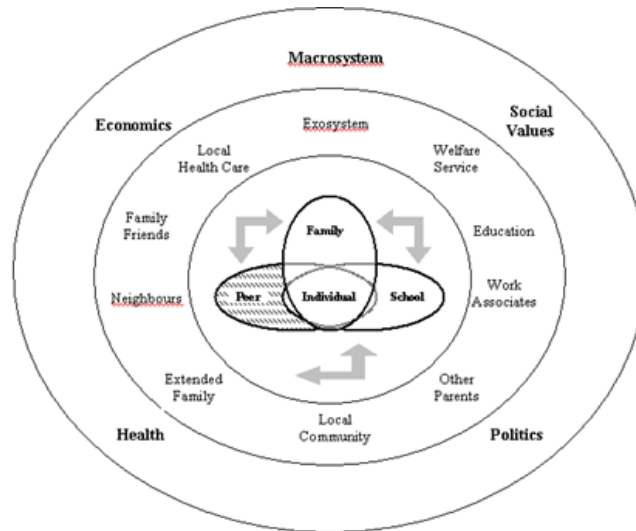 Macrosystem
Economics
Social
Values
Exosystem
Local
Health Care
Welfare
Service
Family
Friends
Family
Education
Neighbours
Peer
Individual
School
Work
Associates
Extended
Family
Other
Parents
Local
Community
Health
Politics